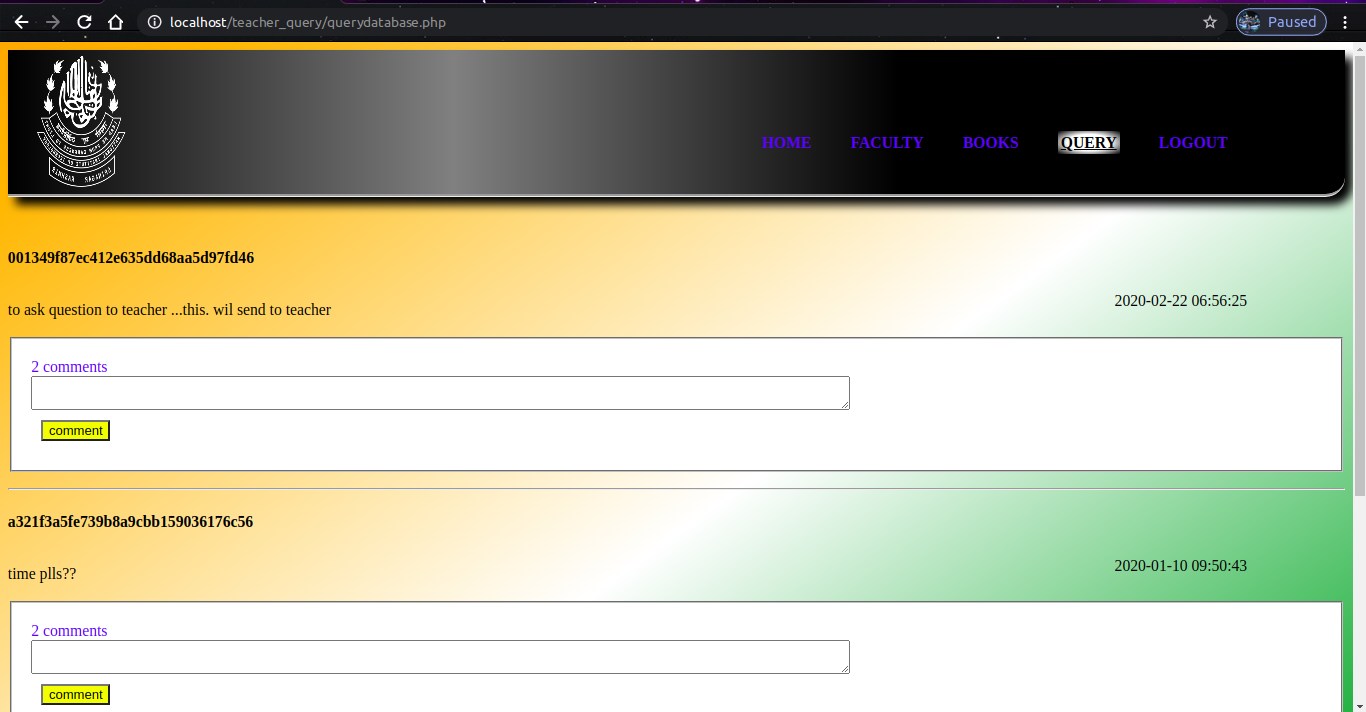 localhost/teacher_query/querydatabase.php
Paused
HOME FACULTY BOOKS QUERY LOGOUT
001349f87ec412e635dd68aa5d97fd46
2020-02-22 06:56:25
to ask question to teacher ...this. wil send to teacher
2 comments
comment
a321f3a5fe739b8a9cbb159036176c56
2020-01-10 09:50:43
time plls??
2 comments
comment